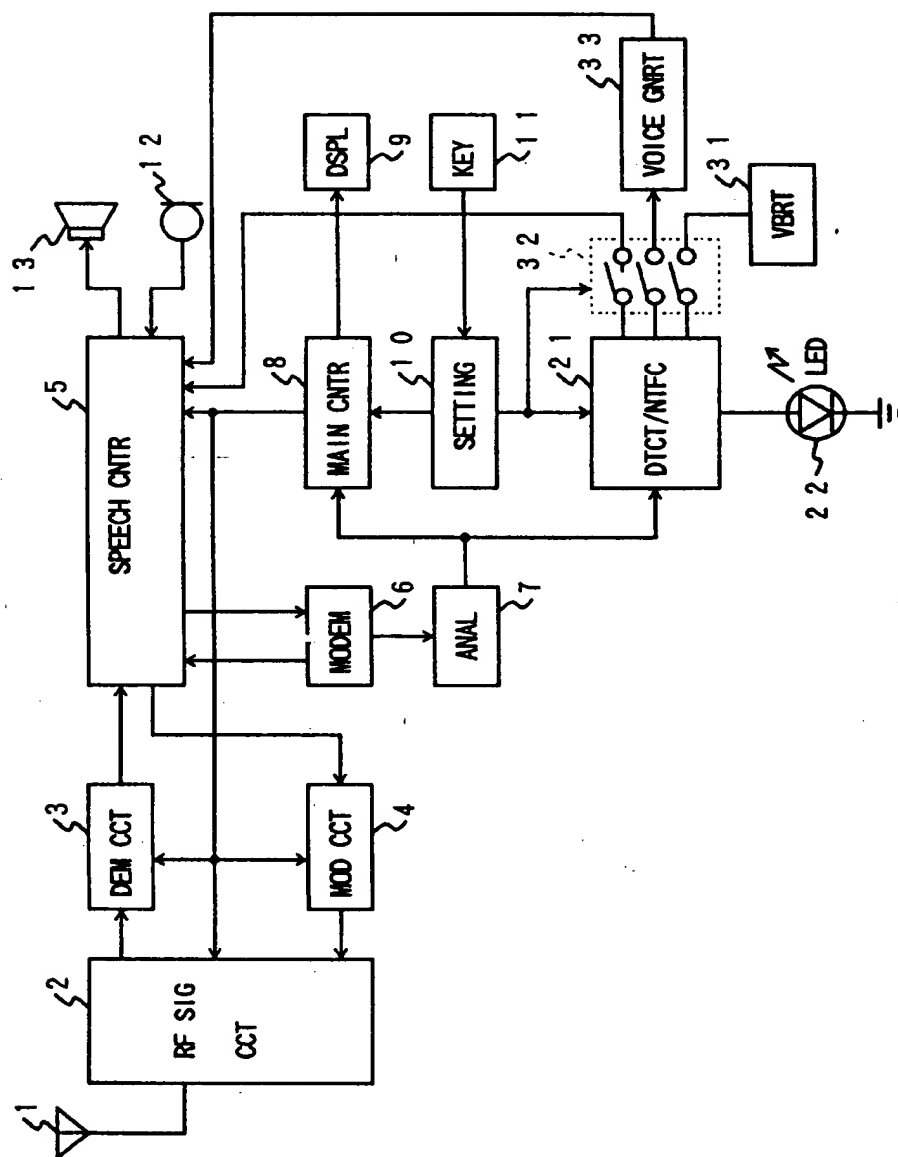 1
2
RF SIG
CCT
3
DEM CCT
MOD CCT
4
5
SPEECH CNTR
MODEM
6
ANAL
7
13
12
8
MAIN CNTR
DSPL
9
10
SETTING
KEY
11
21
DTCT/NTFC
32
33
VOICE GNRT
31
VBRT
LED
22